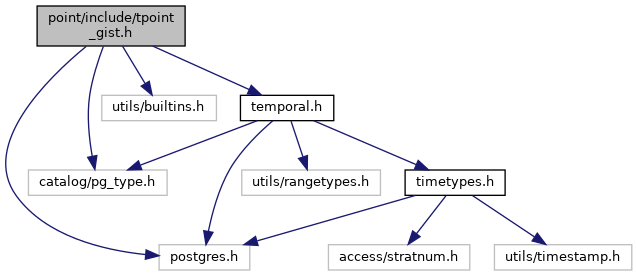 point/include/tpoint
_gist.h
utils/builtins.h
temporal.h
catalog/pg_type.h
utils/rangetypes.h
timetypes.h
postgres.h
access/stratnum.h
utils/timestamp.h